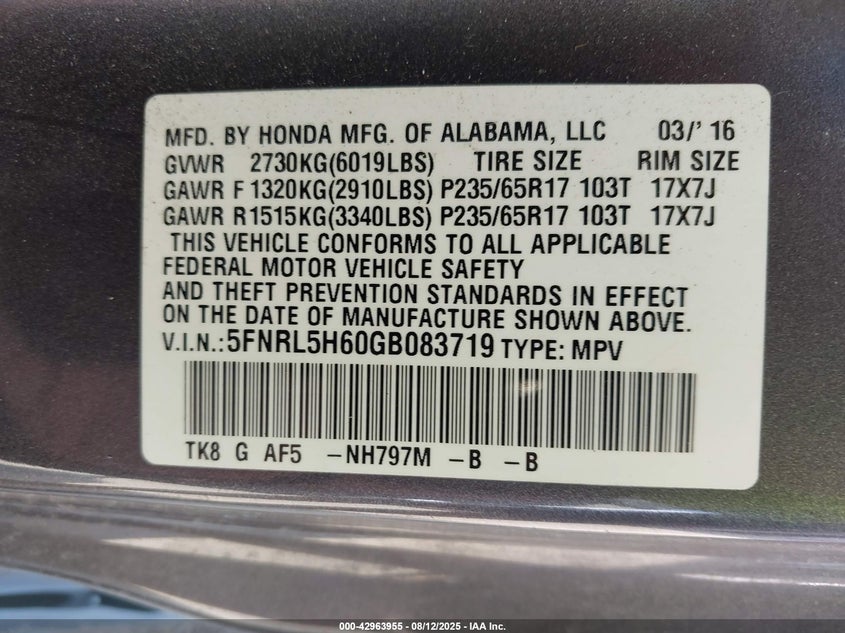 MFD. BY HONDA MFG. OF ALABAMA, LLC 03/'16
GVWR 2730KG(6019LBS) TIRE SIZE RIM SIZE
GAWR F 1320KG(2910LBS) P235/65R17 103T 17X7J
GAWR R1515KG(3340LBS) P235/65R17 103T 17X7J
THIS VEHICLE CONFORMS TO ALL APPLICABLE
FEDERAL MOTOR VEHICLE SAFETY
AND THEFT PREVENTION STANDARDS IN EFFECT
ON THE DATE OF MANUFACTURE SHOWN ABOVE.
V.I.N.: 5FNRL5H60GB083719 TYPE: MPV
TK8 G AF5 -NH797M -B -B
000-42963955 - 08/12/2025 - IAA Inc.